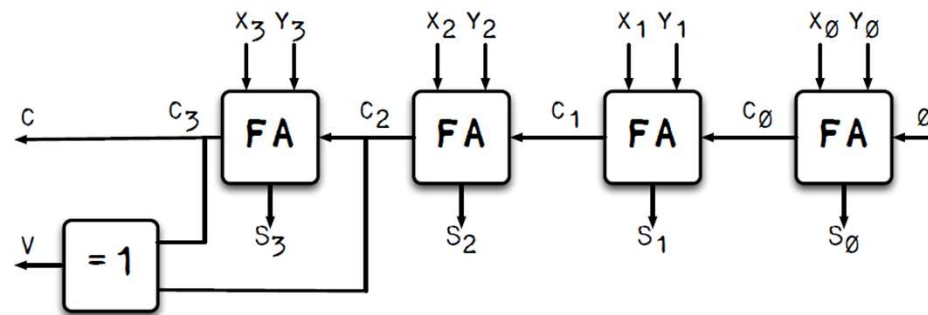 X3 Y3 X2 Y2 X1 Y1 XØ YØ
C C3 FA C2 FA C1 FA CØ FA Ø
V =1 S3 S2 S1 SØ